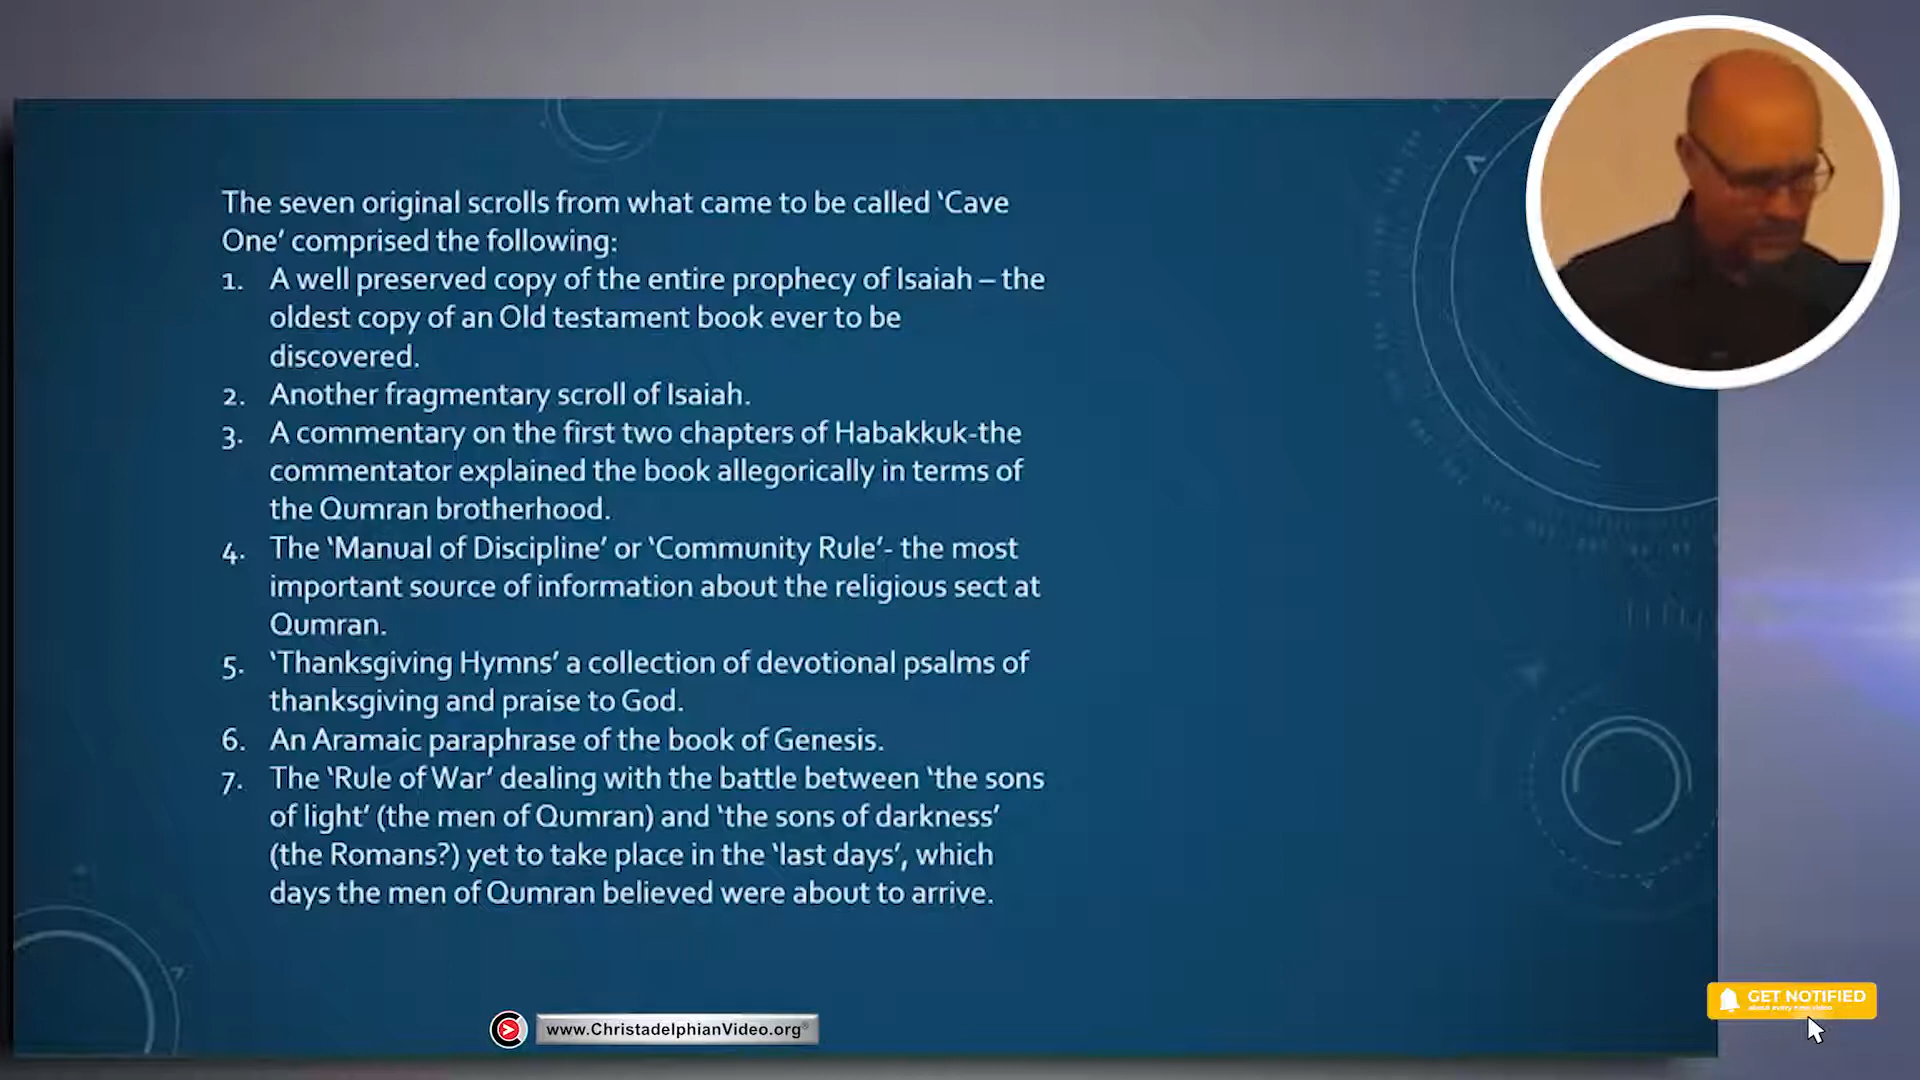 The seven original scrolls from what came to be called ‘Cave
One’ comprised the following:
1. A well preserved copy of the entire prophecy of Isaiah – the
oldest copy of an Old testament book ever to be
discovered.
2. Another fragmentary scroll of Isaiah.
3. A commentary on the first two chapters of Habakkuk-the
commentator explained the book allegorically in terms of
the Qumran brotherhood.
4. The ‘Manual of Discipline’ or ‘Community Rule’- the most
important source of information about the religious sect at
Qumran.
5. ‘Thanksgiving Hymns’ a collection of devotional psalms of
thanksgiving and praise to God.
6. An Aramaic paraphrase of the book of Genesis.
7. The ‘Rule of War’ dealing with the battle between ‘the sons
of light’ (the men of Qumran) and ‘the sons of darkness’
(the Romans?) yet to take place in the ‘last days’, which
days the men of Qumran believed were about to arrive.
www.ChristadelphianVideo.org®
GET NOTIFIED
about every new video